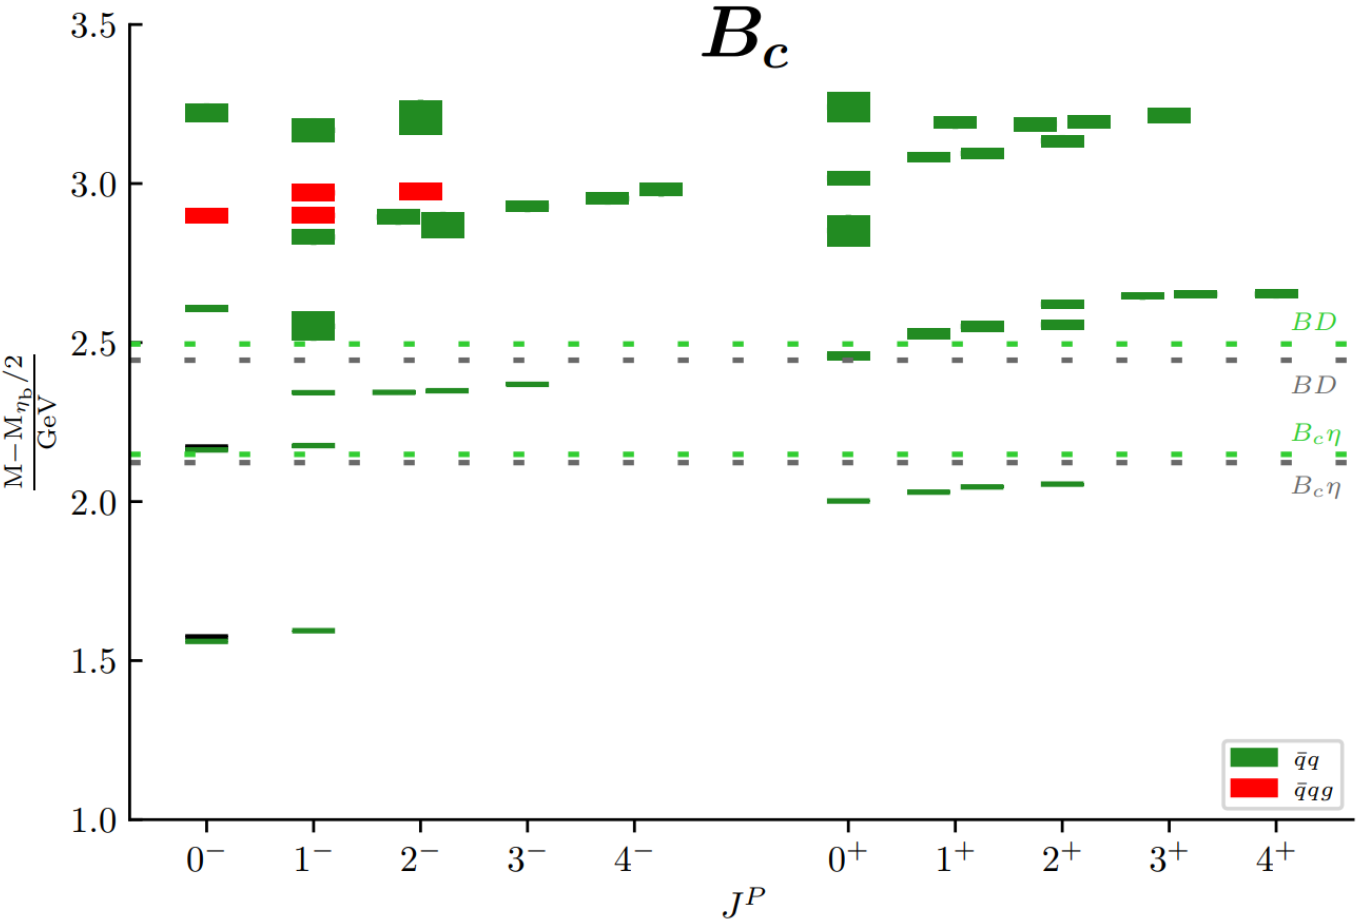 B_c
3.5
3.0
2.5
2.0
1.5
1.0
M−M_{η_b}/2
GeV
BD
BD
B_cη
B_cη
q̄q
q̄qg
0⁻ 1⁻ 2⁻ 3⁻ 4⁻ 0⁺ 1⁺ 2⁺ 3⁺ 4⁺
J^P